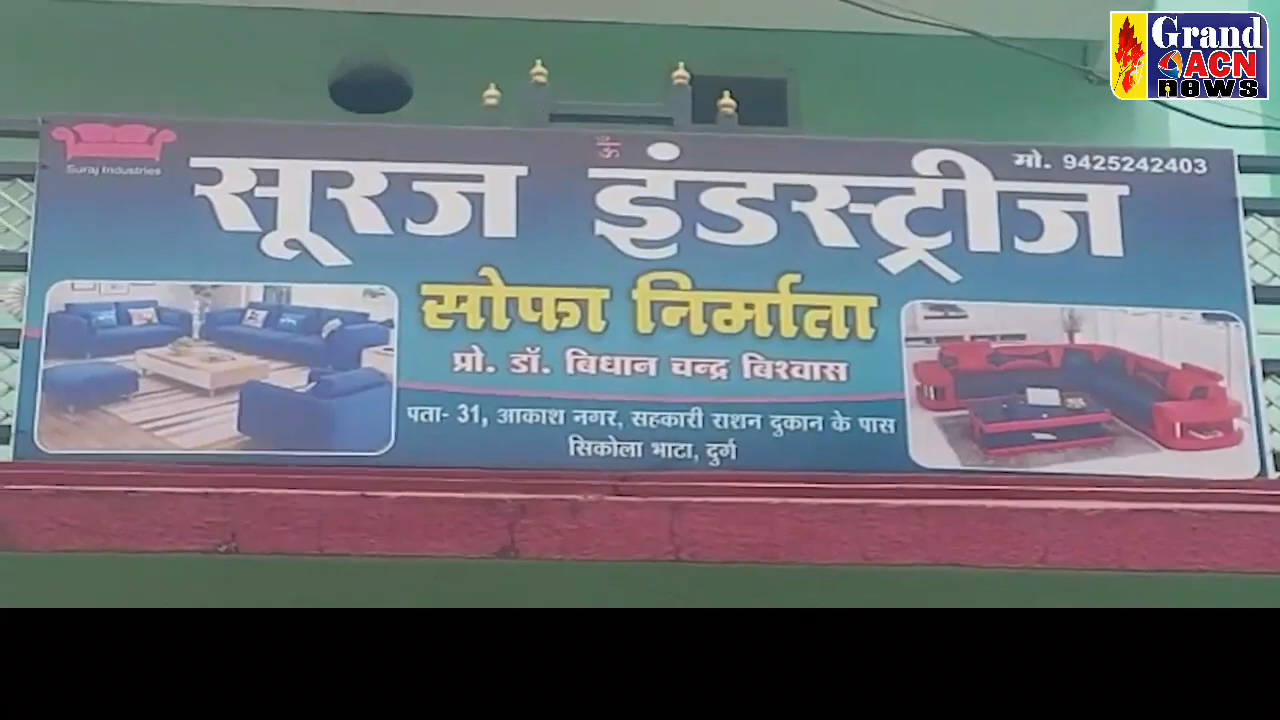 Grand
ACN
news
ॐ
Suraj Industries
मो. 9425242403
सूरज इंडस्ट्रीज
सोफा निर्माता
प्रो. डॉ. बिधान चन्द्र बिश्वास
पता- 31, आकाश नगर, सहकारी राशन दुकान के पास
सिकोला भाटा, दुर्ग